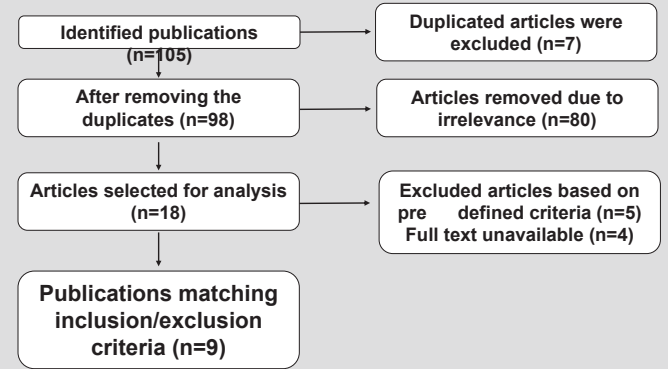 Identified publications
(n=105)
Duplicated articles were
excluded (n=7)
After removing the
duplicates (n=98)
Articles removed due to
irrelevance (n=80)
Articles selected for analysis
(n=18)
Excluded articles based on
pre defined criteria (n=5)
Full text unavailable (n=4)
Publications matching
inclusion/exclusion
criteria (n=9)